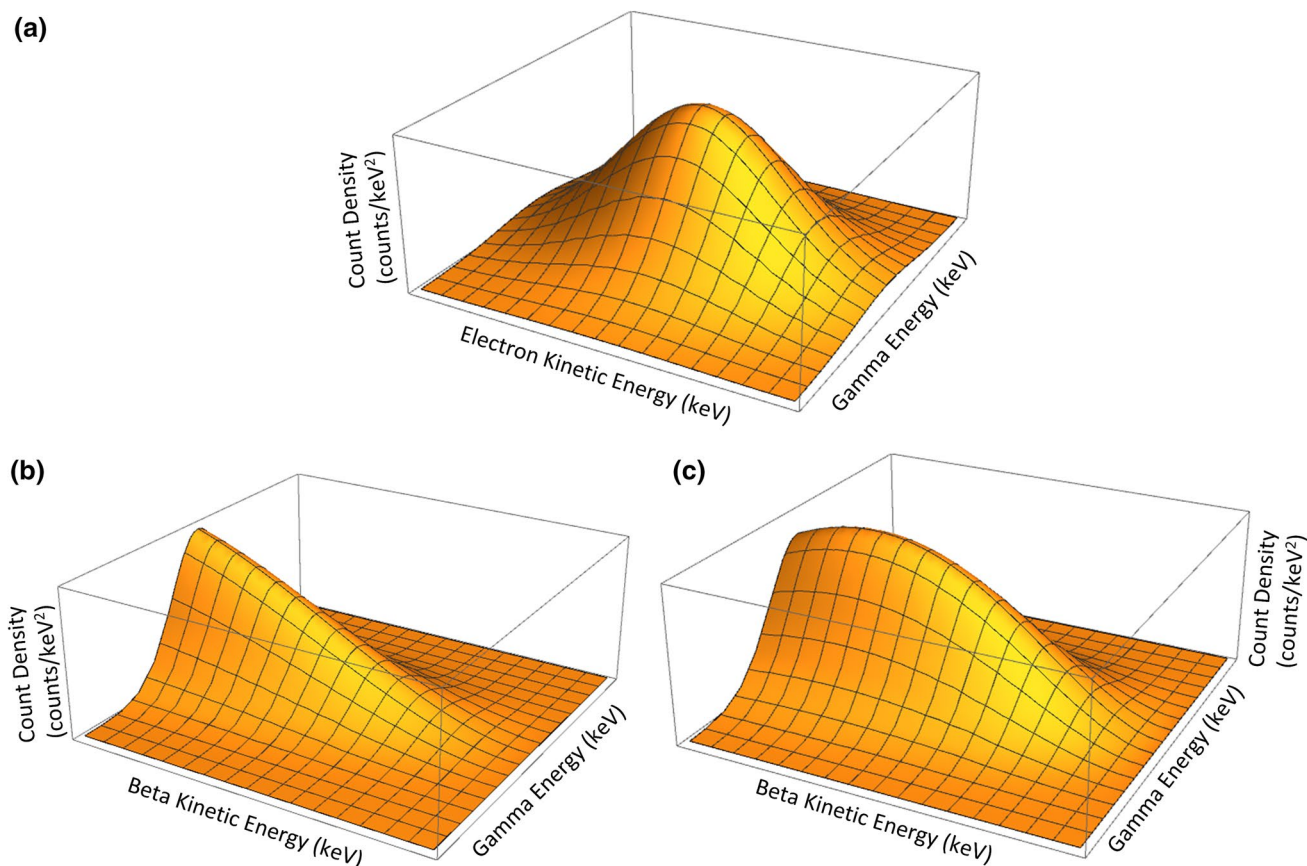 (a)
Count Density
(counts/keV²)
Electron Kinetic Energy (keV)
Gamma Energy (keV)
(b)
Count Density
(counts/keV²)
Beta Kinetic Energy (keV)
Gamma Energy (keV)
(c)
Count Density
(counts/keV²)
Beta Kinetic Energy (keV)
Gamma Energy (keV)